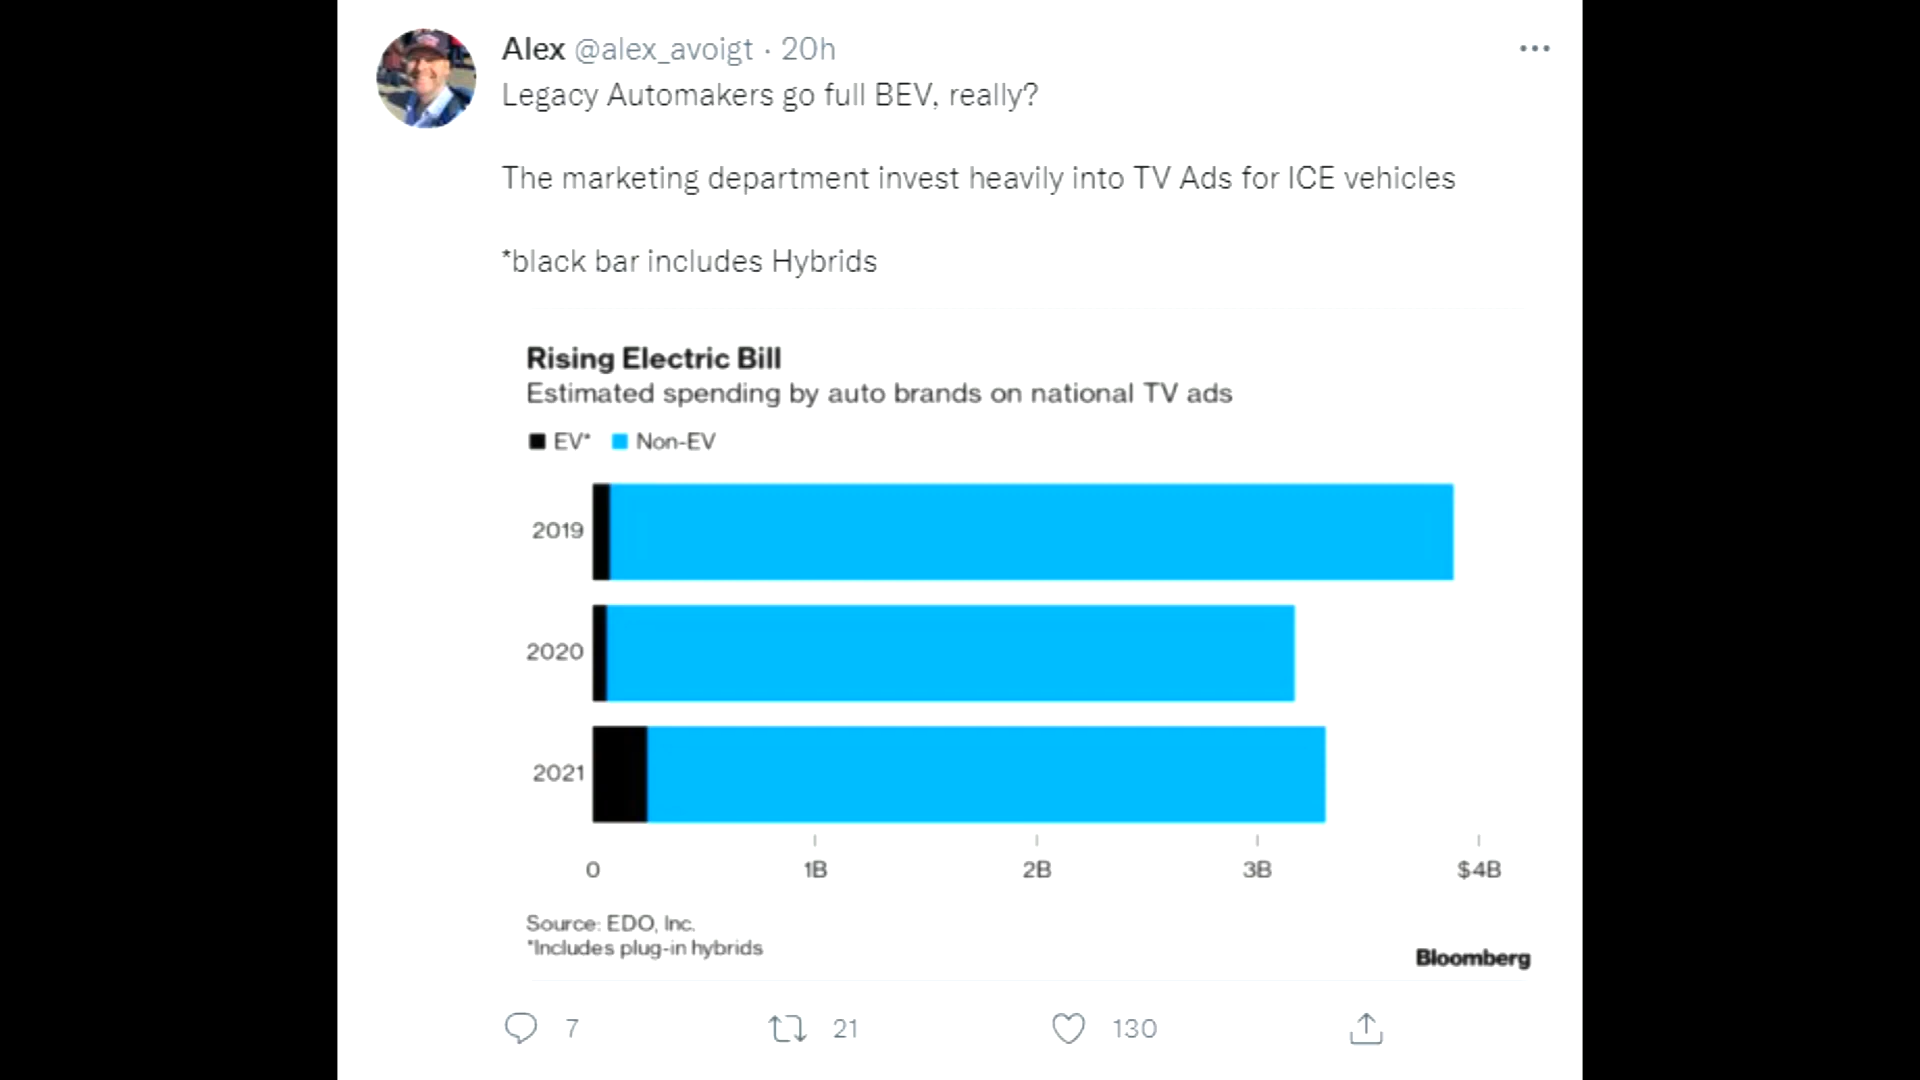 Alex @alex_avoigt · 20h
Legacy Automakers go full BEV, really?
The marketing department invest heavily into TV Ads for ICE vehicles
*black bar includes Hybrids
Rising Electric Bill
Estimated spending by auto brands on national TV ads
EV* Non-EV
2019
2020
2021
0 1B 2B 3B $4B
Source: EDO, Inc.
*Includes plug-in hybrids
Bloomberg
7 21 130